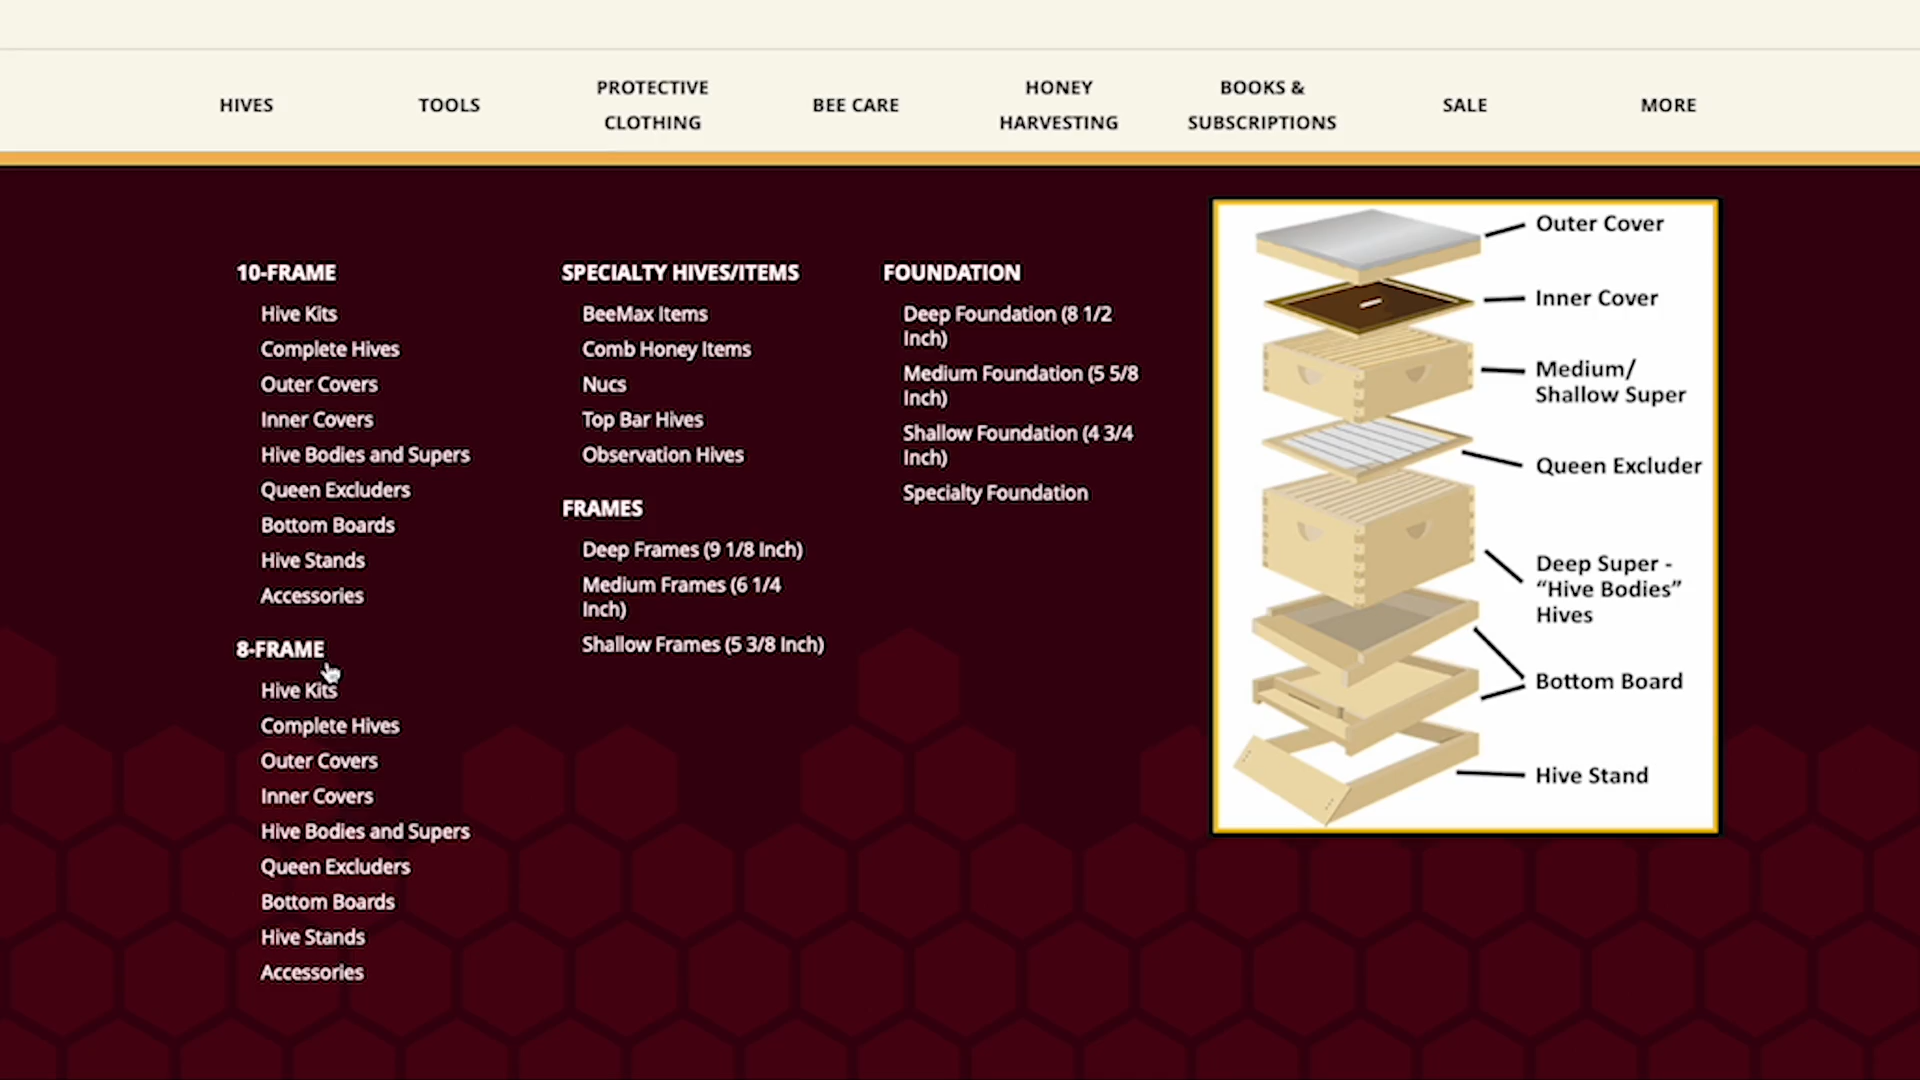 HIVES
TOOLS
PROTECTIVE
CLOTHING
BEE CARE
HONEY
HARVESTING
BOOKS &
SUBSCRIPTIONS
SALE
MORE
10-FRAME
Hive Kits
Complete Hives
Outer Covers
Inner Covers
Hive Bodies and Supers
Queen Excluders
Bottom Boards
Hive Stands
Accessories
8-FRAME
Hive Kits
Complete Hives
Outer Covers
Inner Covers
Hive Bodies and Supers
Queen Excluders
Bottom Boards
Hive Stands
Accessories
SPECIALTY HIVES/ITEMS
BeeMax Items
Comb Honey Items
Nucs
Top Bar Hives
Observation Hives
FRAMES
Deep Frames (9 1/8 Inch)
Medium Frames (6 1/4
Inch)
Shallow Frames (5 3/8 Inch)
FOUNDATION
Deep Foundation (8 1/2
Inch)
Medium Foundation (5 5/8
Inch)
Shallow Foundation (4 3/4
Inch)
Specialty Foundation
Outer Cover
Inner Cover
Medium/
Shallow Super
Queen Excluder
Deep Super -
“Hive Bodies”
Hives
Bottom Board
Hive Stand